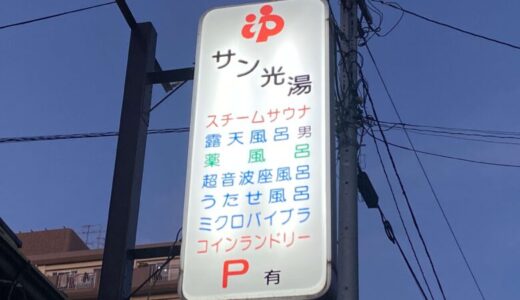 ゆ
サン光湯
スチームサウナ
露天風呂男
薬風呂
超音波座風呂
うたせ風呂
ミクロバイブラ
コインランドリー
P有